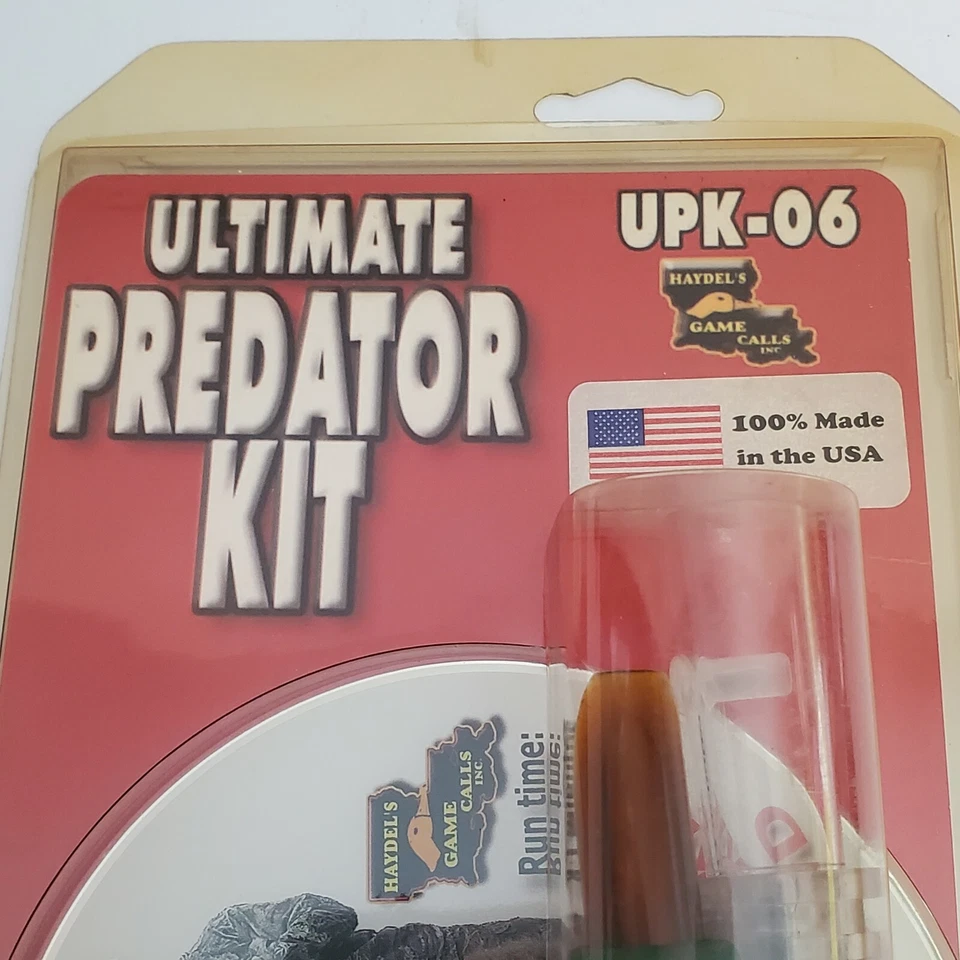 ULTIMATE
PREDATOR
KIT
UPK-06
HAYDEL'S
GAME
CALLS
INC
100% Made
in the USA
HAYDEL'S
GAME
CALLS
INC
Run time: